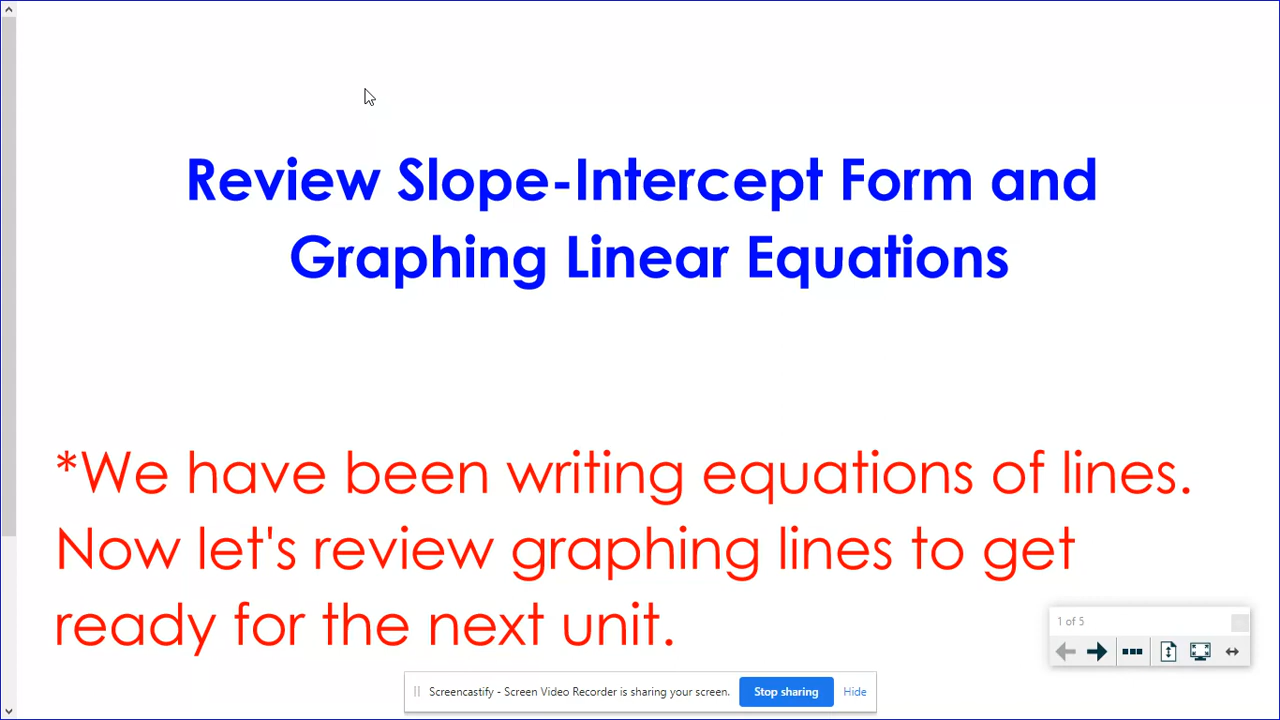 Review Slope-Intercept Form and
Graphing Linear Equations
*We have been writing equations of lines.
Now let's review graphing lines to get
ready for the next unit.
1 of 5
Screencastify - Screen Video Recorder is sharing your screen.
Stop sharing
Hide